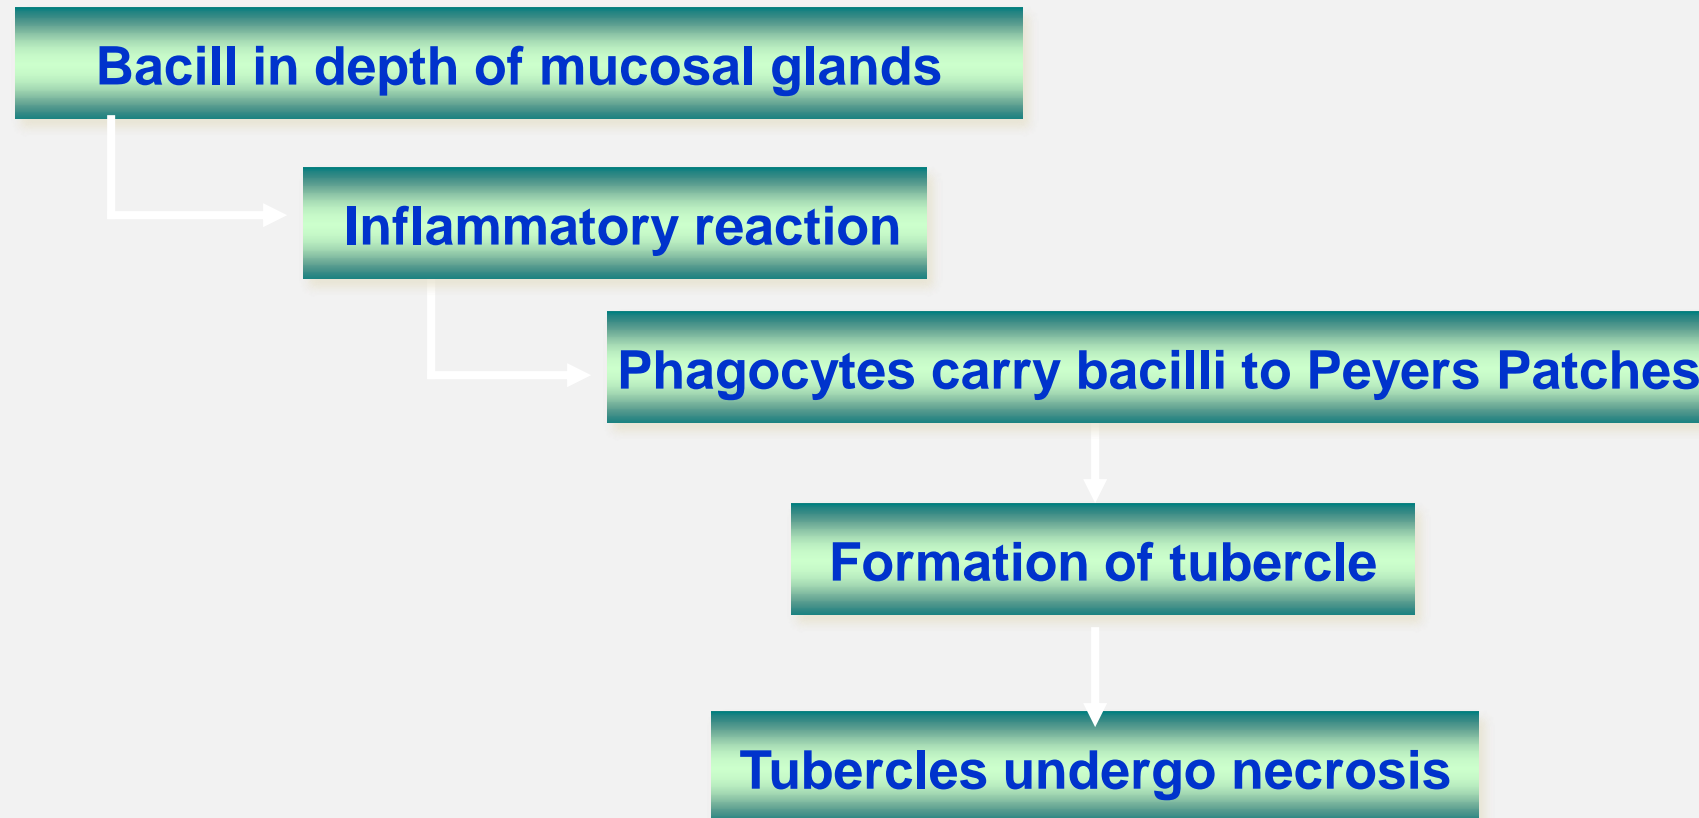 Bacill in depth of mucosal glands
Inflammatory reaction
Phagocytes carry bacilli to Peyers Patches
Formation of tubercle
Tubercles undergo necrosis